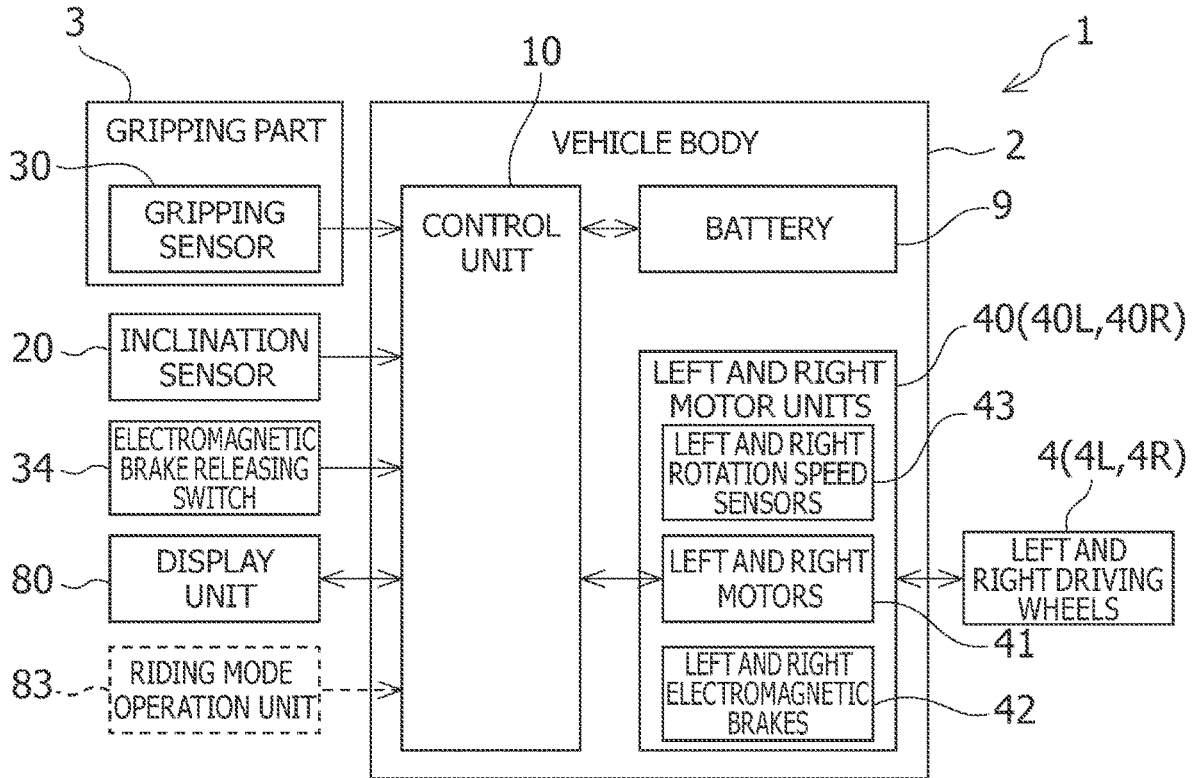 3
10
1
GRIPPING PART
VEHICLE BODY
2
30
GRIPPING
SENSOR
CONTROL
UNIT
BATTERY
9
20
INCLINATION
SENSOR
40(40L,40R)
LEFT AND RIGHT
MOTOR UNITS
43
34
ELECTROMAGNETIC
BRAKE RELEASING
SWITCH
LEFT AND RIGHT
ROTATION SPEED
SENSORS
4(4L,4R)
80
DISPLAY
UNIT
LEFT AND RIGHT
MOTORS
LEFT AND
RIGHT DRIVING
WHEELS
41
83
RIDING MODE
OPERATION UNIT
LEFT AND RIGHT
ELECTROMAGNETIC
BRAKES
42